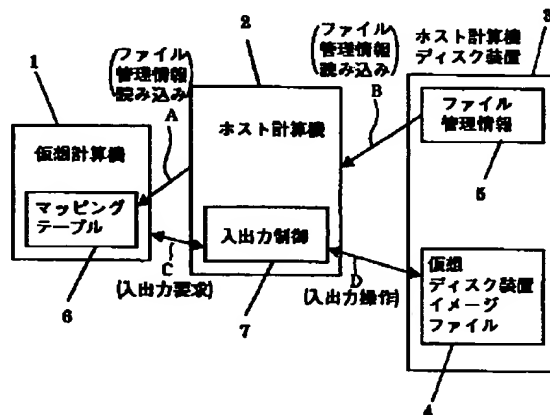 1
ファイル
管理情報
読み込み
A
2
ファイル
管理情報
読み込み
B
3
ホスト計算機
ディスク装置
仮想計算機
マッピング
テーブル
6
ホスト計算機
入出力制御
7
C
(入出力要求)
D
(入出力操作)
ファイル
管理情報
5
仮想
ディスク装置
イメージ
ファイル
4